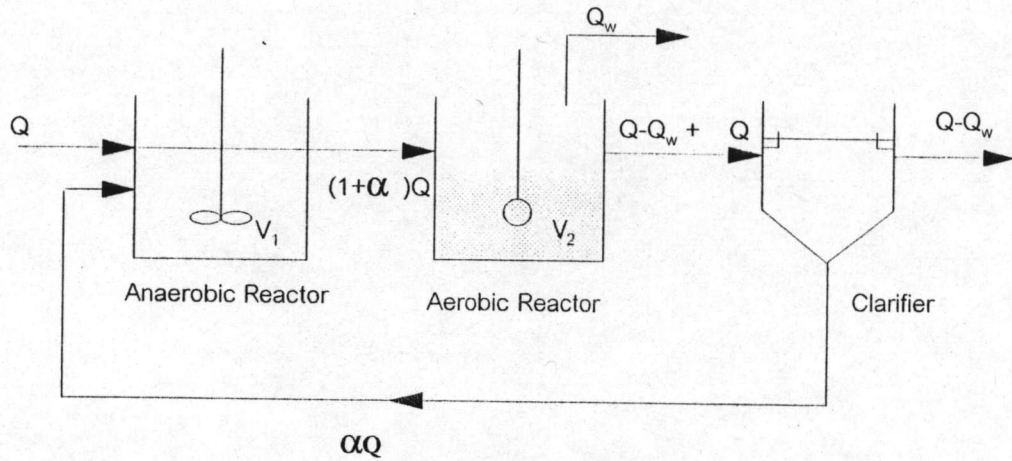 Q_w
Q
Q-Q_w + Q
Q-Q_w
(1+α )Q
V_1
V_2
Anaerobic Reactor
Aerobic Reactor
Clarifier
αQ